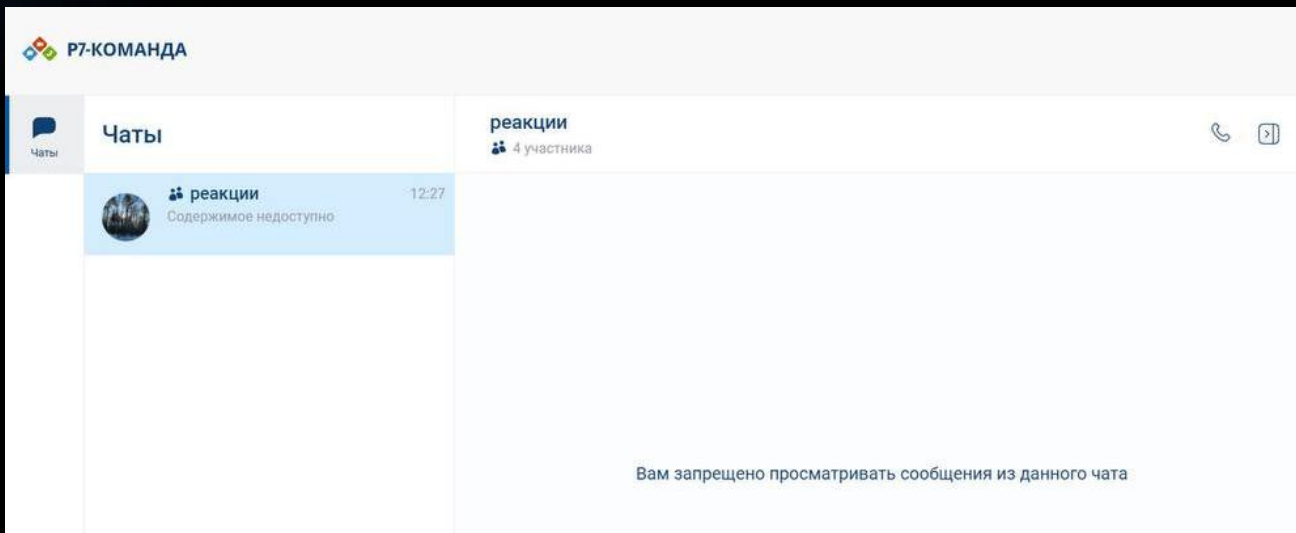 Р7-КОМАНДА
Чаты
Чаты
реакции
12:27
Содержимое недоступно
реакции
4 участника
Вам запрещено просматривать сообщения из данного чата